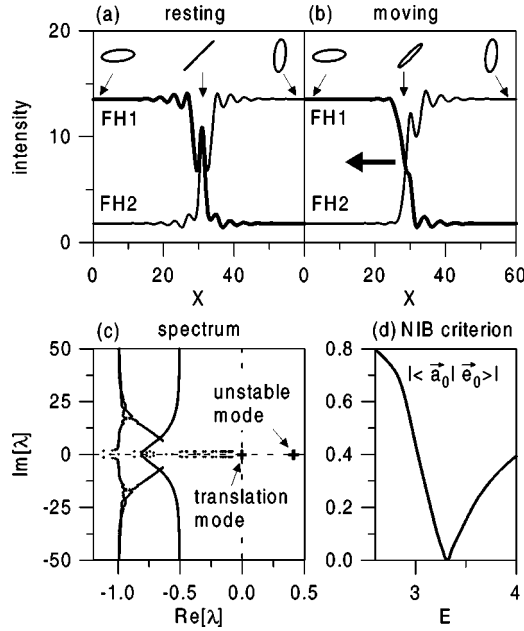 (a) resting
(b) moving
20
10
0
intensity
FH1
FH2
FH1
FH2
0 20 40
0 20 40 60
X
X
(c) spectrum
(d) NIB criterion
50
25
0
-25
-50
Im[λ]
unstable
mode
translation
mode
-1.0 -0.5 0.0 0.5
Re[λ]
0.8
0.6
0.4
0.2
0.0
|< a⃗₀| e⃗₀>|
3 4
E